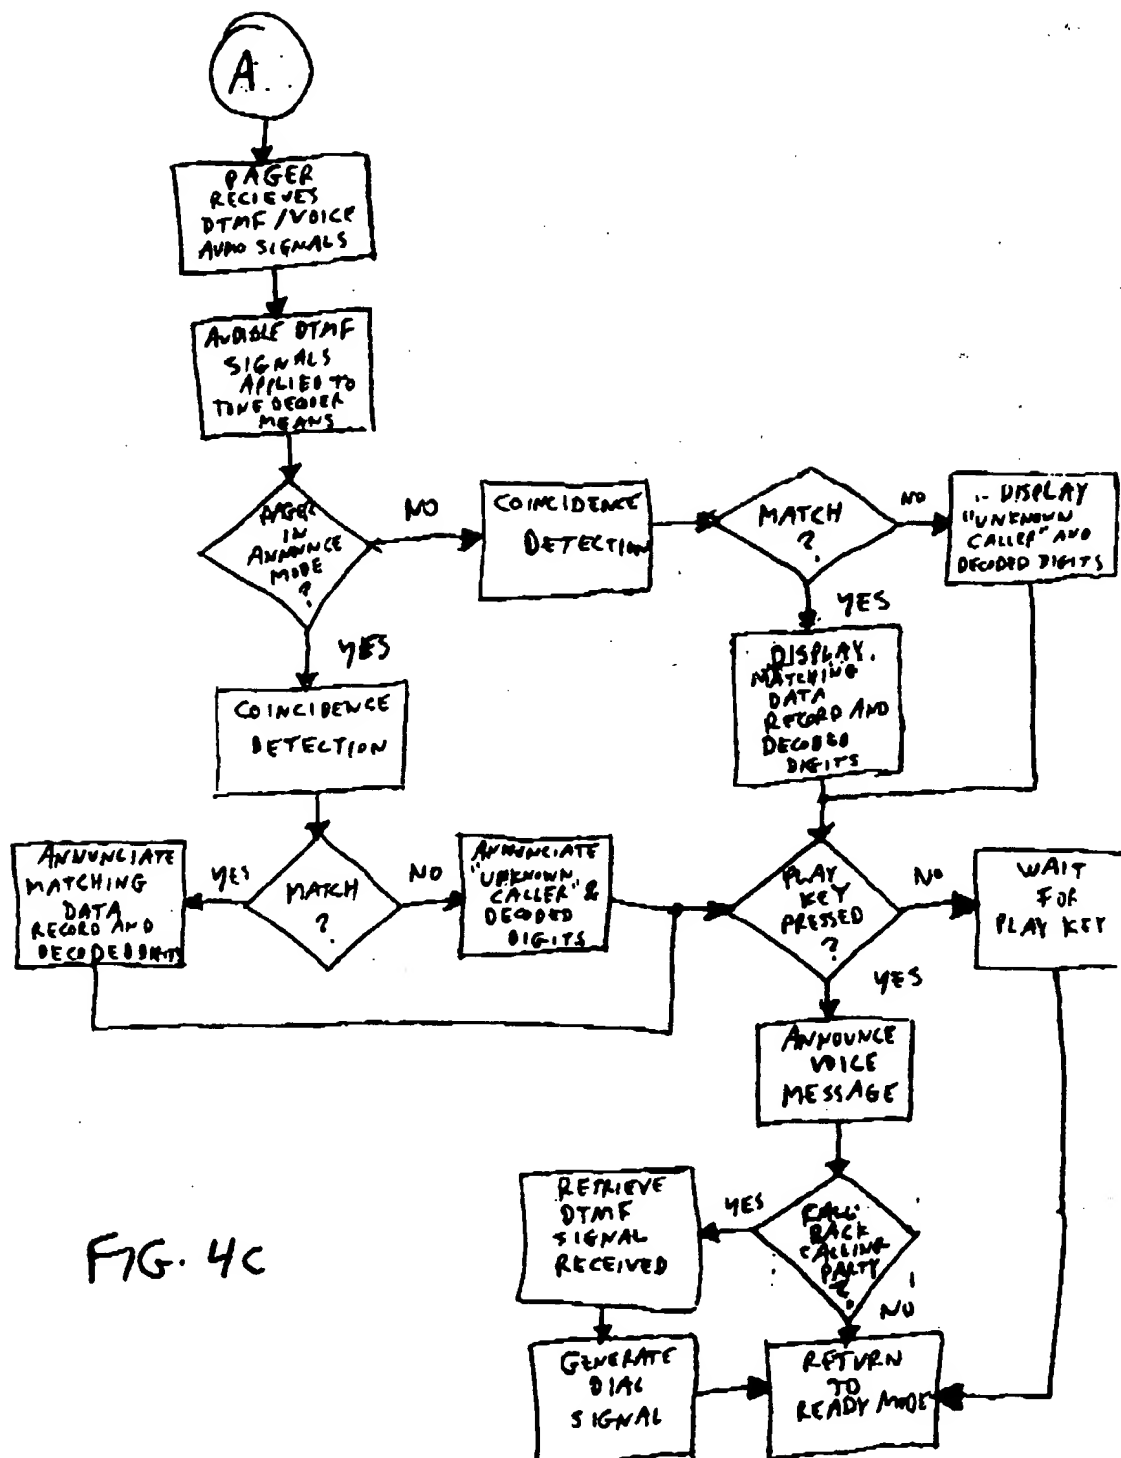 A
PAGER
RECIEVES
DTMF/VOICE
AUDIO SIGNALS
AUDIBLE DTMF
SIGNALS
APPLIED TO
TONE DECODER
MEANS
PAGER
IN
ANNOUNCE
MODE
?
NO
COINCIDENCE
DETECTION
MATCH
?
NO
DISPLAY
"UNKNOWN
CALLER" AND
DECODED DIGITS
YES
DISPLAY
MATCHING
DATA
RECORD AND
DECODED
DIGITS
YES
COINCIDENCE
DETECTION
ANNUNCIATE
MATCHING
DATA
RECORD AND
DECODED DIGITS
YES
MATCH
?
NO
ANNUNCIATE
"UNKNOWN
CALLER" &
DECODED
DIGITS
PLAY
KEY
PRESSED
?
NO
WAIT
FOR
PLAY KEY
YES
ANNOUNCE
VOICE
MESSAGE
RETRIEVE
DTMF
SIGNAL
RECEIVED
YES
CALL
BACK
CALLING
PARTY
?
NO
GENERATE
DIAL
SIGNAL
RETURN
TO
READY MODE
FIG. 4C